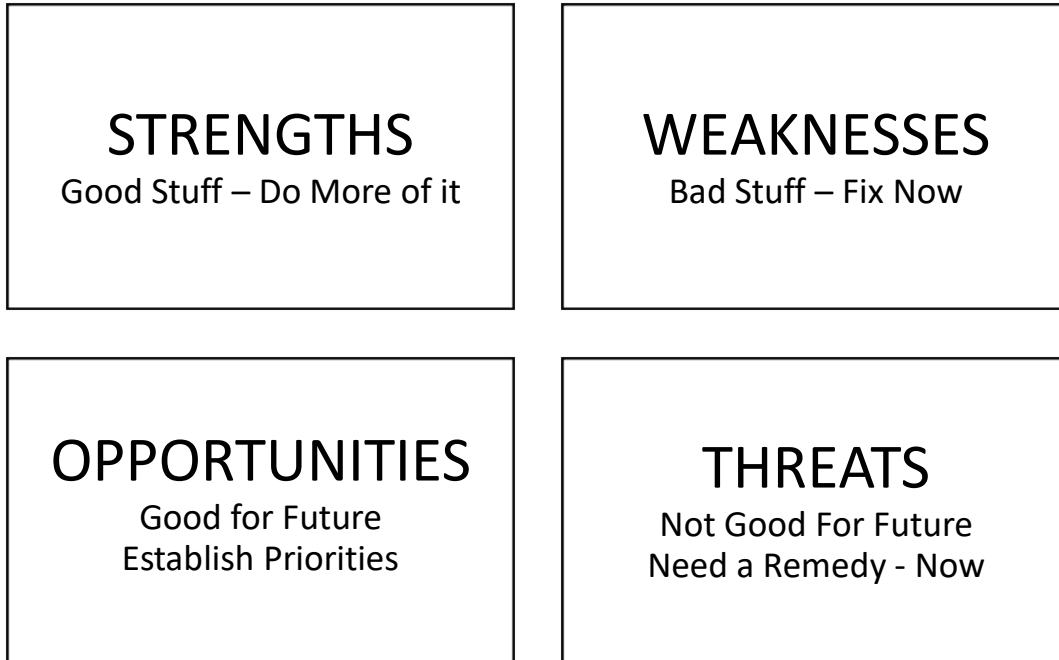 STRENGTHS
Good Stuff – Do More of it
WEAKNESSES
Bad Stuff – Fix Now
OPPORTUNITIES
Good for Future
Establish Priorities
THREATS
Not Good For Future
Need a Remedy - Now